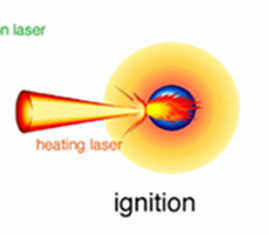 n laser
heating laser
ignition